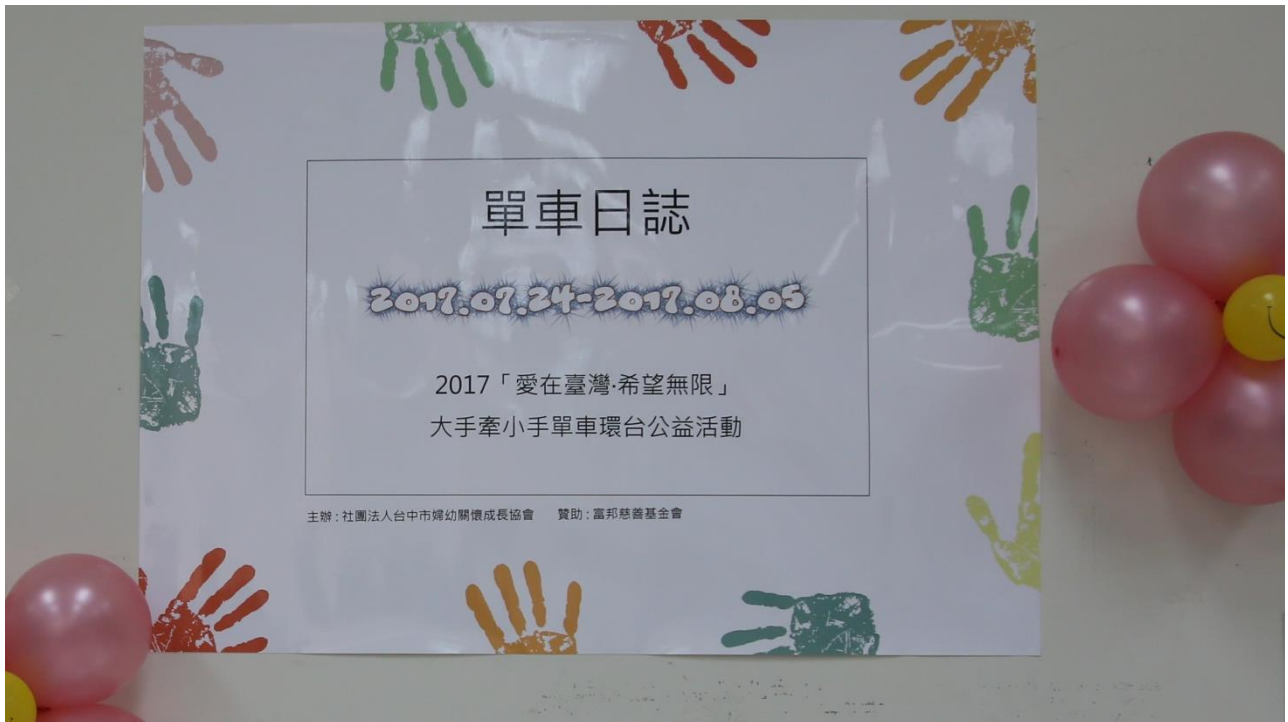 單車日誌
2017.07.24-2017.08.05
2017「愛在臺灣‧希望無限」
大手牽小手單車環台公益活動
主辦：社團法人台中市婦幼關懷成長協會　贊助：富邦慈善基金會